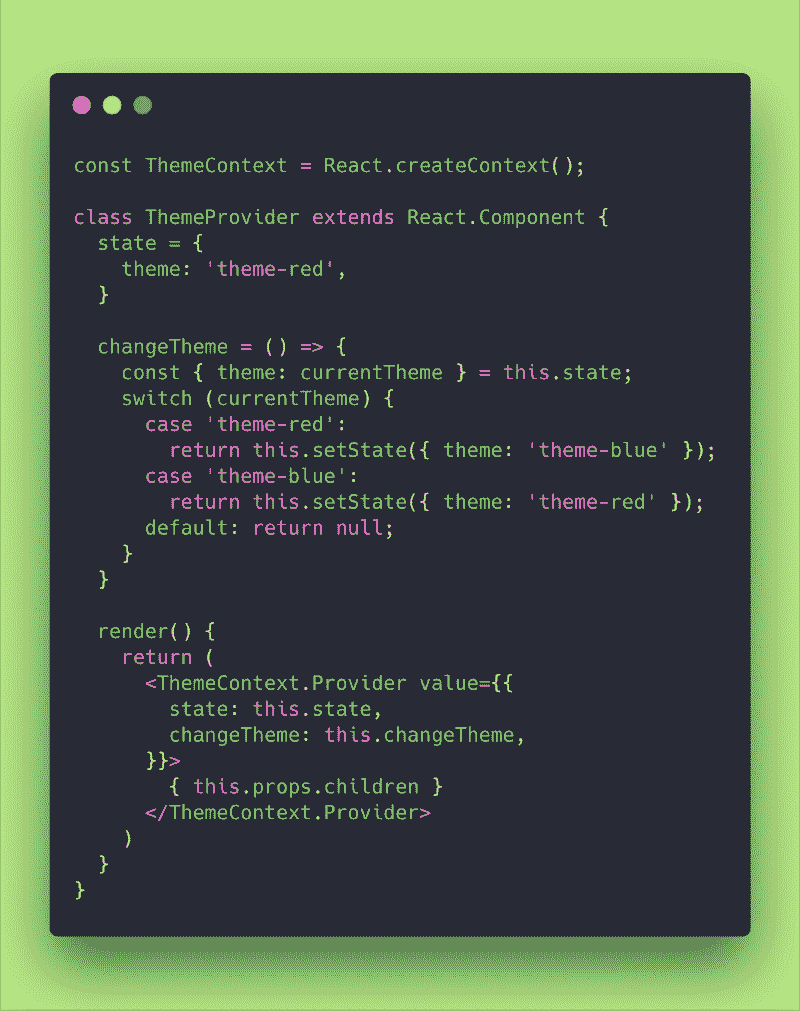 const ThemeContext = React.createContext();
class ThemeProvider extends React.Component {
state = {
theme: 'theme-red',
}
changeTheme = () => {
const { theme: currentTheme } = this.state;
switch (currentTheme) {
case 'theme-red':
return this.setState({ theme: 'theme-blue' });
case 'theme-blue':
return this.setState({ theme: 'theme-red' });
default: return null;
}
}
render() {
return (
<ThemeContext.Provider value={{
state: this.state,
changeTheme: this.changeTheme,
}}>
{ this.props.children }
</ThemeContext.Provider>
)
}
}